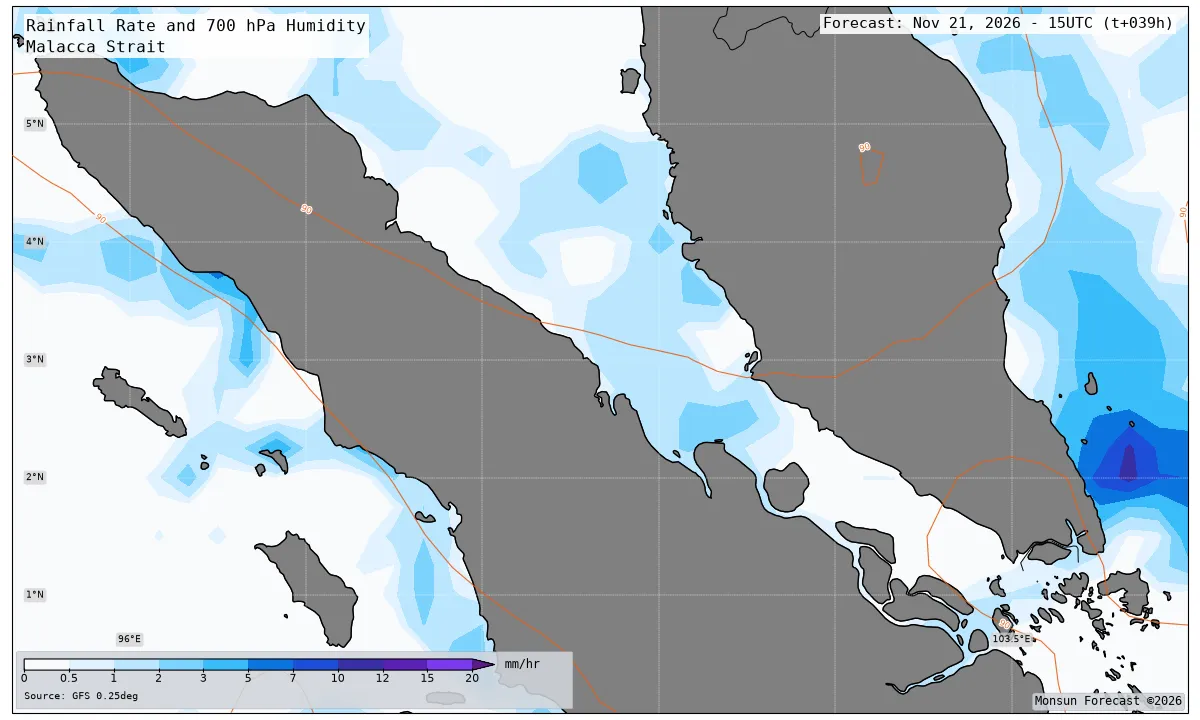 Rainfall Rate and 700 hPa Humidity
Malacca Strait
Forecast: Nov 21, 2026 - 15UTC (t+039h)
5°N
90
90
90
90
4°N
3°N
2°N
1°N
90
96°E
103.5°E
mm/hr
0 0.5 1 2 3 5 7 10 12 15 20
Source: GFS 0.25deg
Monsun Forecast ©2026